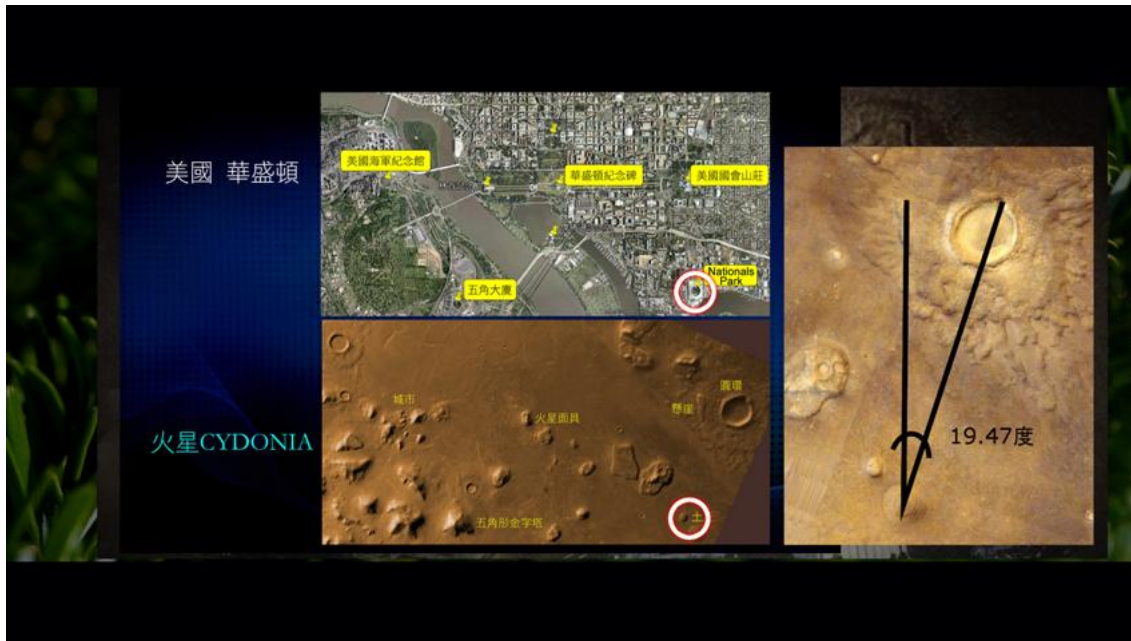 美國 華盛頓
美國海軍紀念館
華盛頓紀念碑
美國國會山莊
五角大廈
Nationals
Park
火星CYDONIA
城市
火星面具
懸崖
圓環
五角形金字塔
土
19.47度